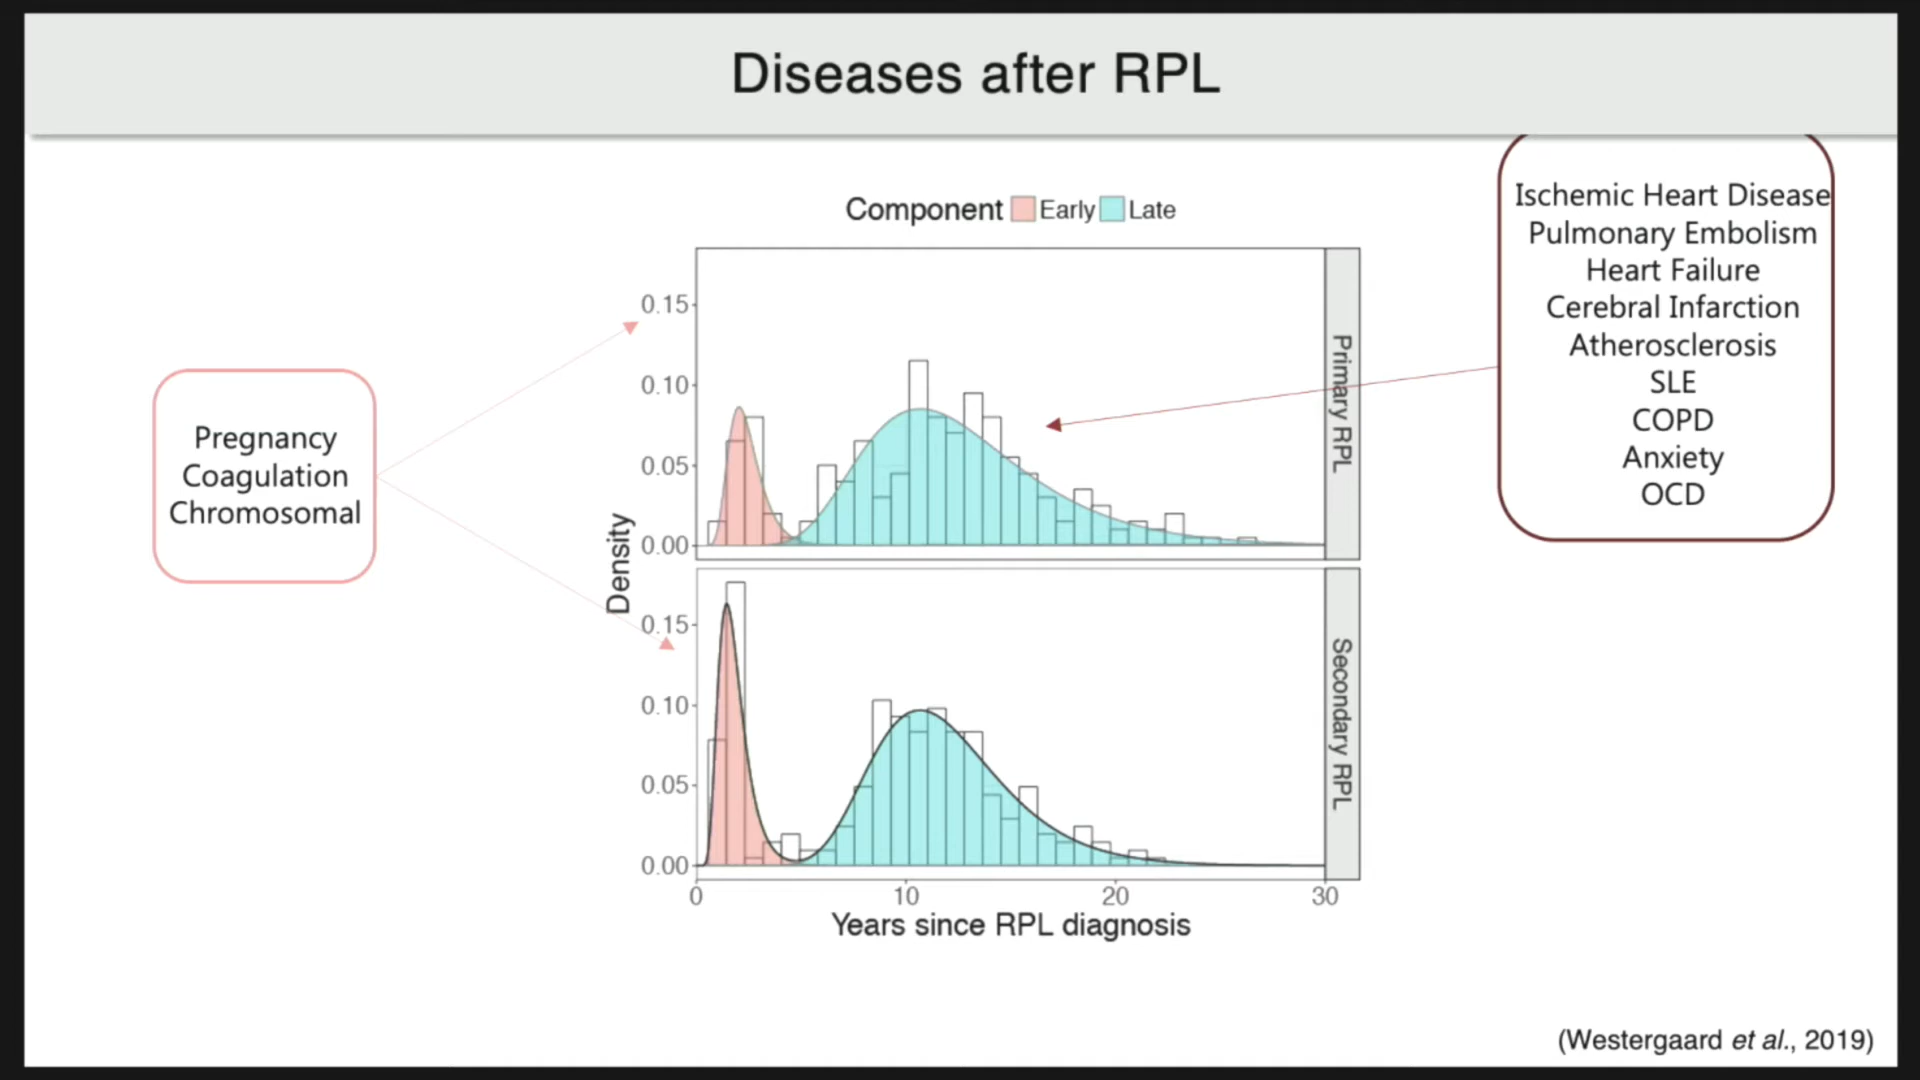 Diseases after RPL
Component Early Late
Ischemic Heart Disease
Pulmonary Embolism
Heart Failure
Cerebral Infarction
Atherosclerosis
SLE
COPD
Anxiety
OCD
Pregnancy
Coagulation
Chromosomal
Density
0.15
0.10
0.05
0.00
Primary RPL
0.15
0.10
0.05
0.00
Secondary RPL
0 10 20 30
Years since RPL diagnosis
(Westergaard et al., 2019)